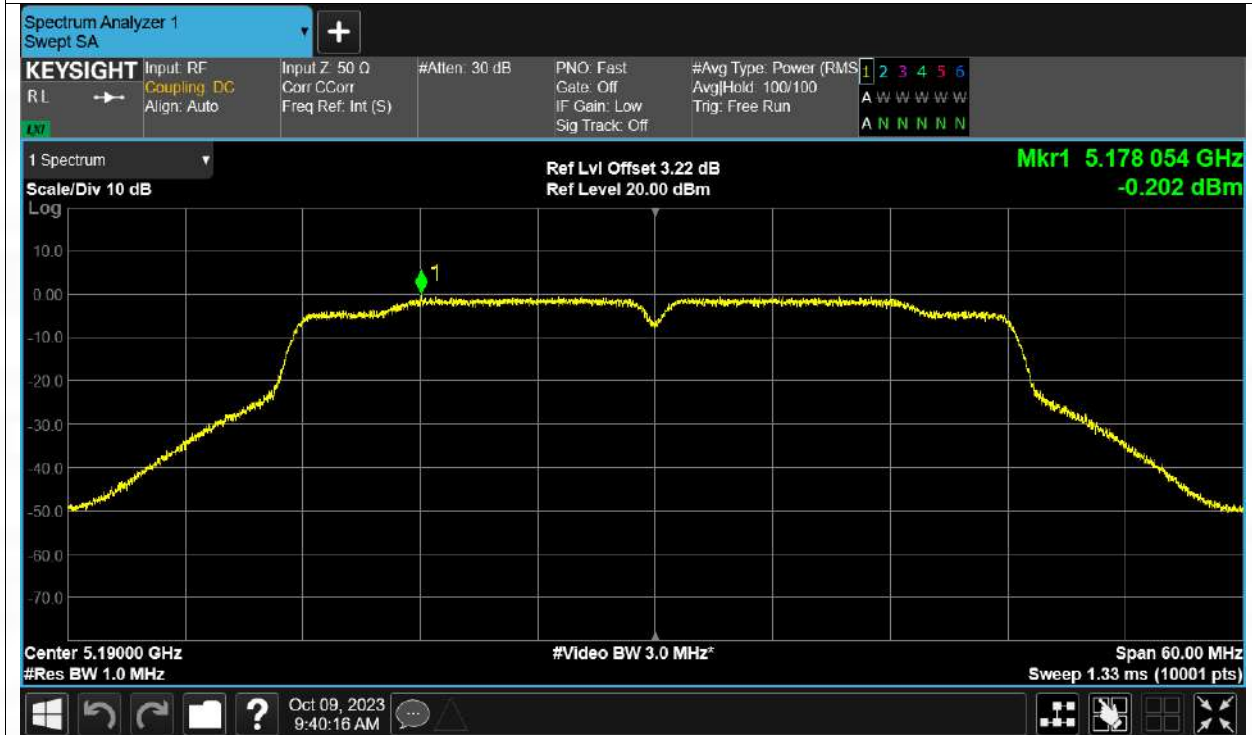 Spectrum Analyzer 1
Swept SA
+
KEYSIGHT
RL
LXI
Input: RF
Coupling: DC
Align: Auto
Input Z: 50 Ω
Corr CCorr
Freq Ref: Int (S)
#Atten: 30 dB
PNO: Fast
Gate: Off
IF Gain: Low
Sig Track: Off
#Avg Type: Power (RMS
Avg|Hold: 100/100
Trig: Free Run
1 2 3 4 5 6
A W W W W W
A N N N N N
1 Spectrum
Scale/Div 10 dB
Log
Ref Lvl Offset 3.22 dB
Ref Level 20.00 dBm
Mkr1 5.178 054 GHz
-0.202 dBm
10.0
1
0.00
-10.0
-20.0
-30.0
-40.0
-50.0
-60.0
-70.0
Center 5.19000 GHz
#Res BW 1.0 MHz
#Video BW 3.0 MHz*
Span 60.00 MHz
Sweep 1.33 ms (10001 pts)
?
Oct 09, 2023
9:40:16 AM